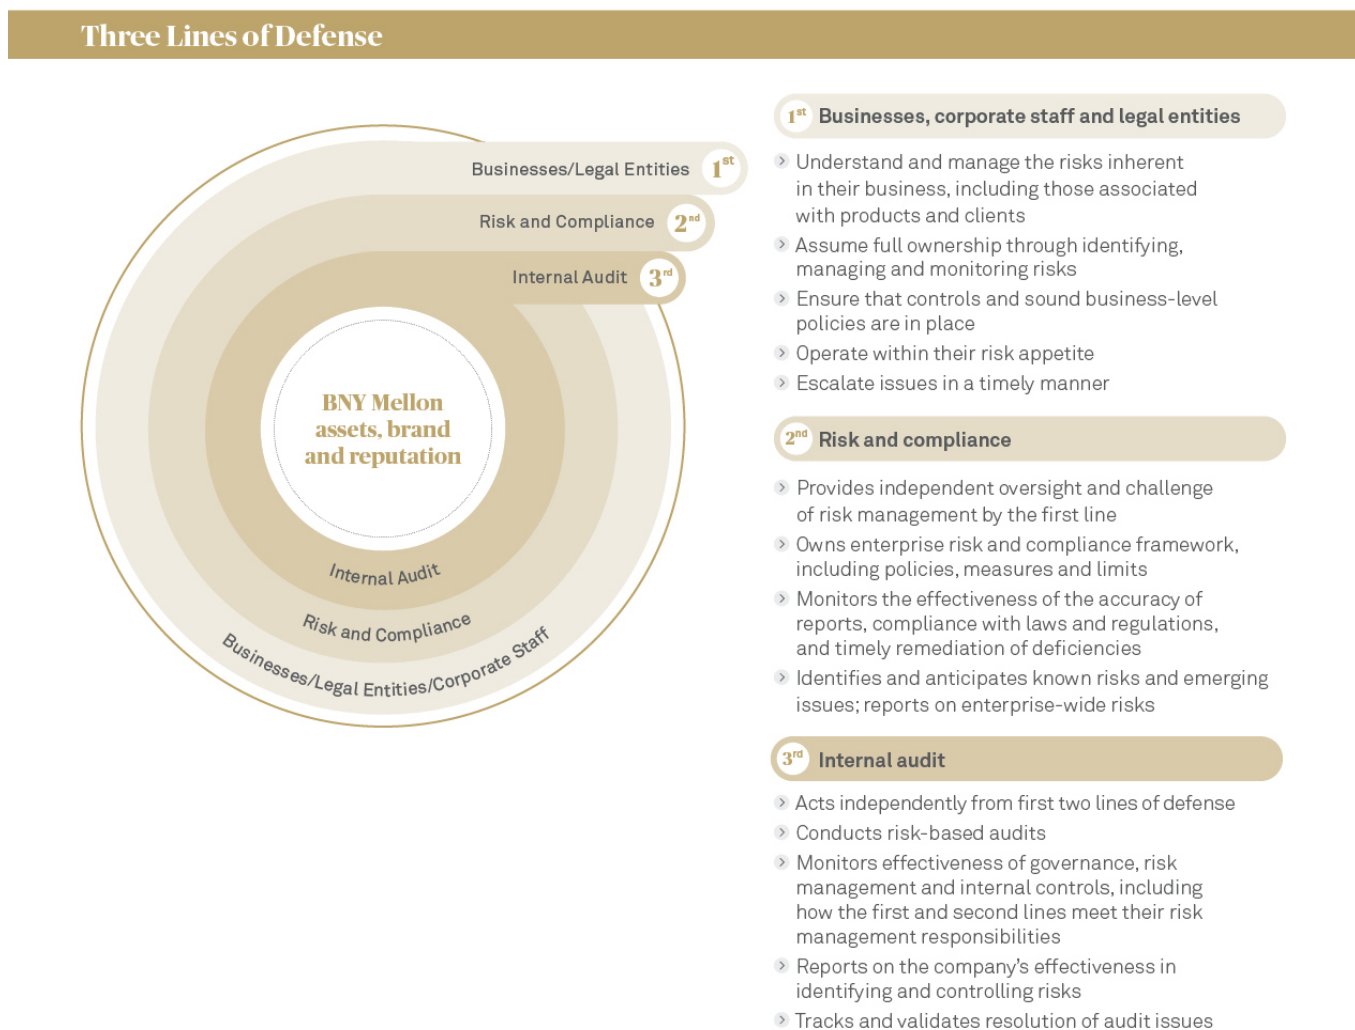 Three Lines of Defense
Businesses/Legal Entities 1st
Risk and Compliance 2nd
Internal Audit 3rd
BNY Mellon
assets, brand
and reputation
Internal Audit
Risk and Compliance
Businesses/Legal Entities/Corporate Staff
1st Businesses, corporate staff and legal entities
Understand and manage the risks inherent
in their business, including those associated
with products and clients
Assume full ownership through identifying,
managing and monitoring risks
Ensure that controls and sound business-level
policies are in place
Operate within their risk appetite
Escalate issues in a timely manner
2nd Risk and compliance
Provides independent oversight and challenge
of risk management by the first line
Owns enterprise risk and compliance framework,
including policies, measures and limits
Monitors the effectiveness of the accuracy of
reports, compliance with laws and regulations,
and timely remediation of deficiencies
Identifies and anticipates known risks and emerging
issues; reports on enterprise-wide risks
3rd Internal audit
Acts independently from first two lines of defense
Conducts risk-based audits
Monitors effectiveness of governance, risk
management and internal controls, including
how the first and second lines meet their risk
management responsibilities
Reports on the company's effectiveness in
identifying and controlling risks
Tracks and validates resolution of audit issues